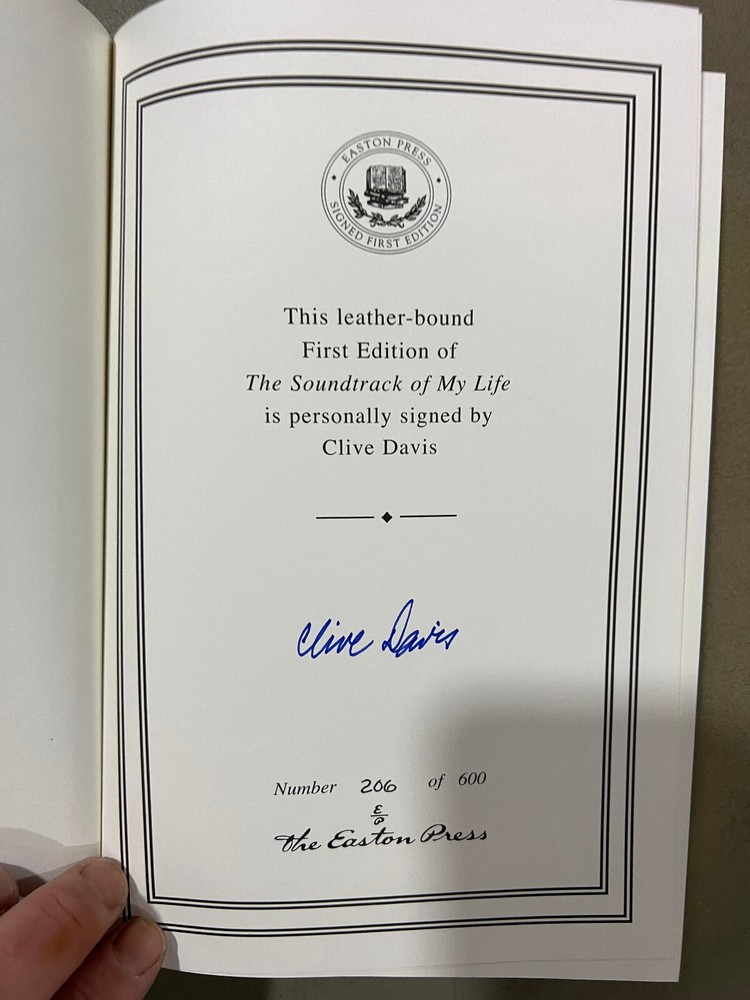 EASTON PRESS
SIGNED FIRST EDITION
This leather-bound
First Edition of
The Soundtrack of My Life
is personally signed by
Clive Davis
Clive Davis
Number 206 of 600
E
P
The Easton Press